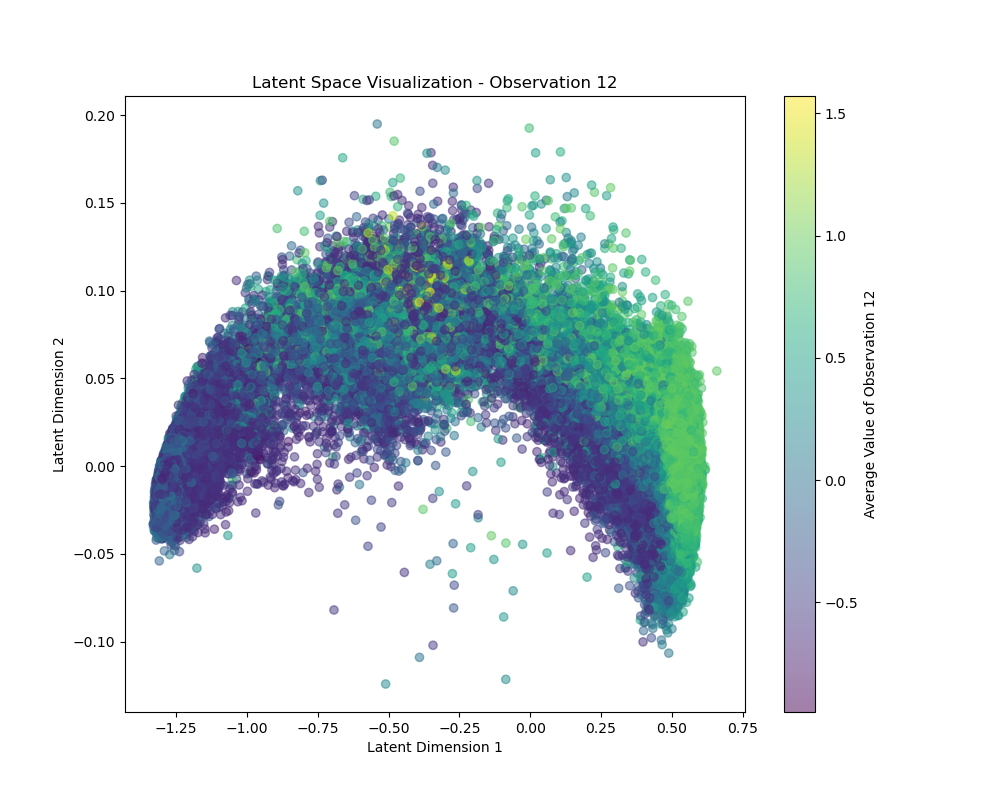 Latent Space Visualization - Observation 12
0.20
0.15
0.10
0.05
0.00
−0.05
−0.10
Latent Dimension 2
−1.25 −1.00 −0.75 −0.50 −0.25 0.00 0.25 0.50 0.75
Latent Dimension 1
1.5
1.0
0.5
0.0
−0.5
Average Value of Observation 12